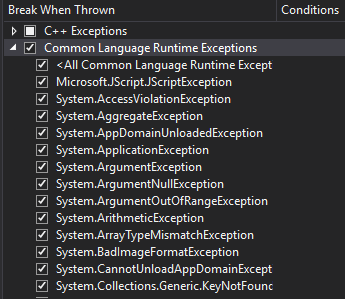 Break When Thrown Conditions
C++ Exceptions
Common Language Runtime Exceptions
<All Common Language Runtime Except
Microsoft.JScript.JScriptException
System.AccessViolationException
System.AggregateException
System.AppDomainUnloadedException
System.ApplicationException
System.ArgumentException
System.ArgumentNullException
System.ArgumentOutOfRangeException
System.ArithmeticException
System.ArrayTypeMismatchException
System.BadImageFormatException
System.CannotUnloadAppDomainExcept
System.Collections.Generic.KeyNotFounc